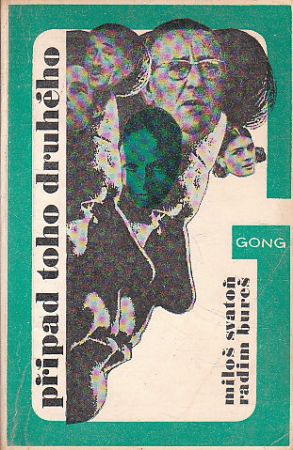 případ toho druhého
GONG
miloš svatoň
radim bureš